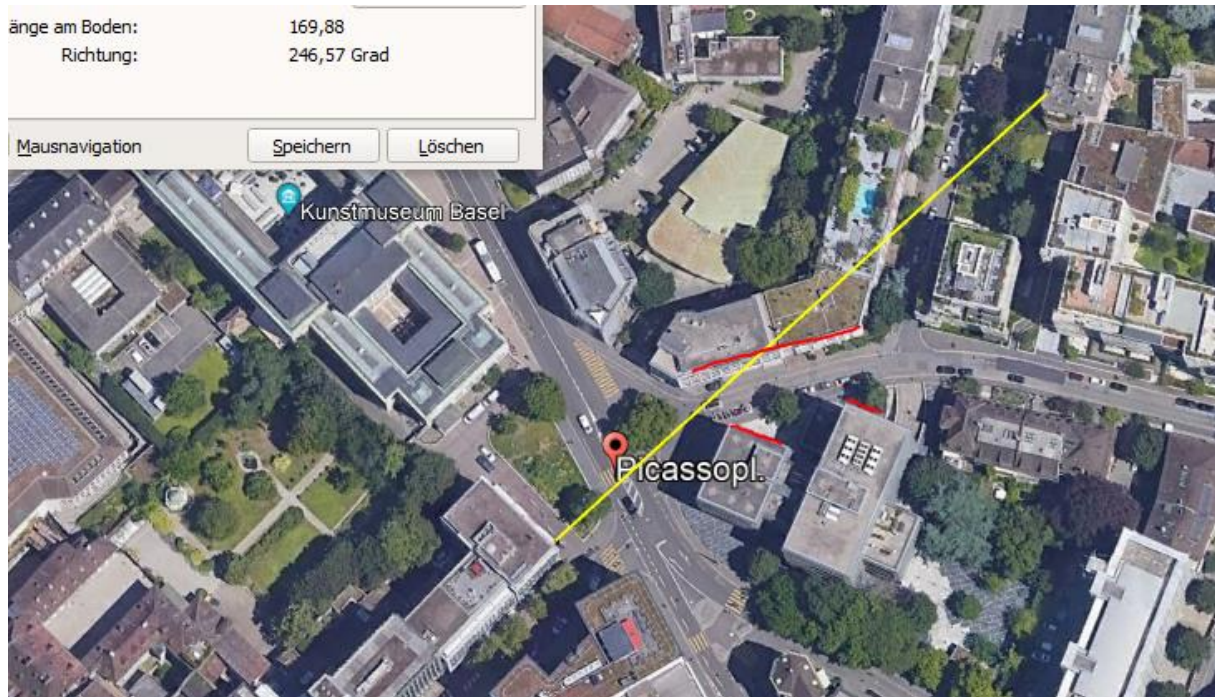 änge am Boden: 169,88
Richtung: 246,57 Grad
Mausnavigation Speichern Löschen
Kunstmuseum Basel
Picassopl.